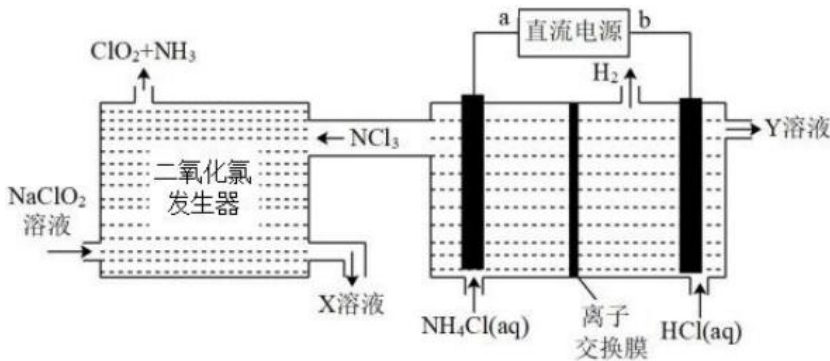 a
直流电源
b
ClO₂+NH₃
H₂
NCl₃
Y溶液
二氧化氯
发生器
NaClO₂
溶液
X溶液
NH₄Cl(aq)
离子
交换膜
HCl(aq)